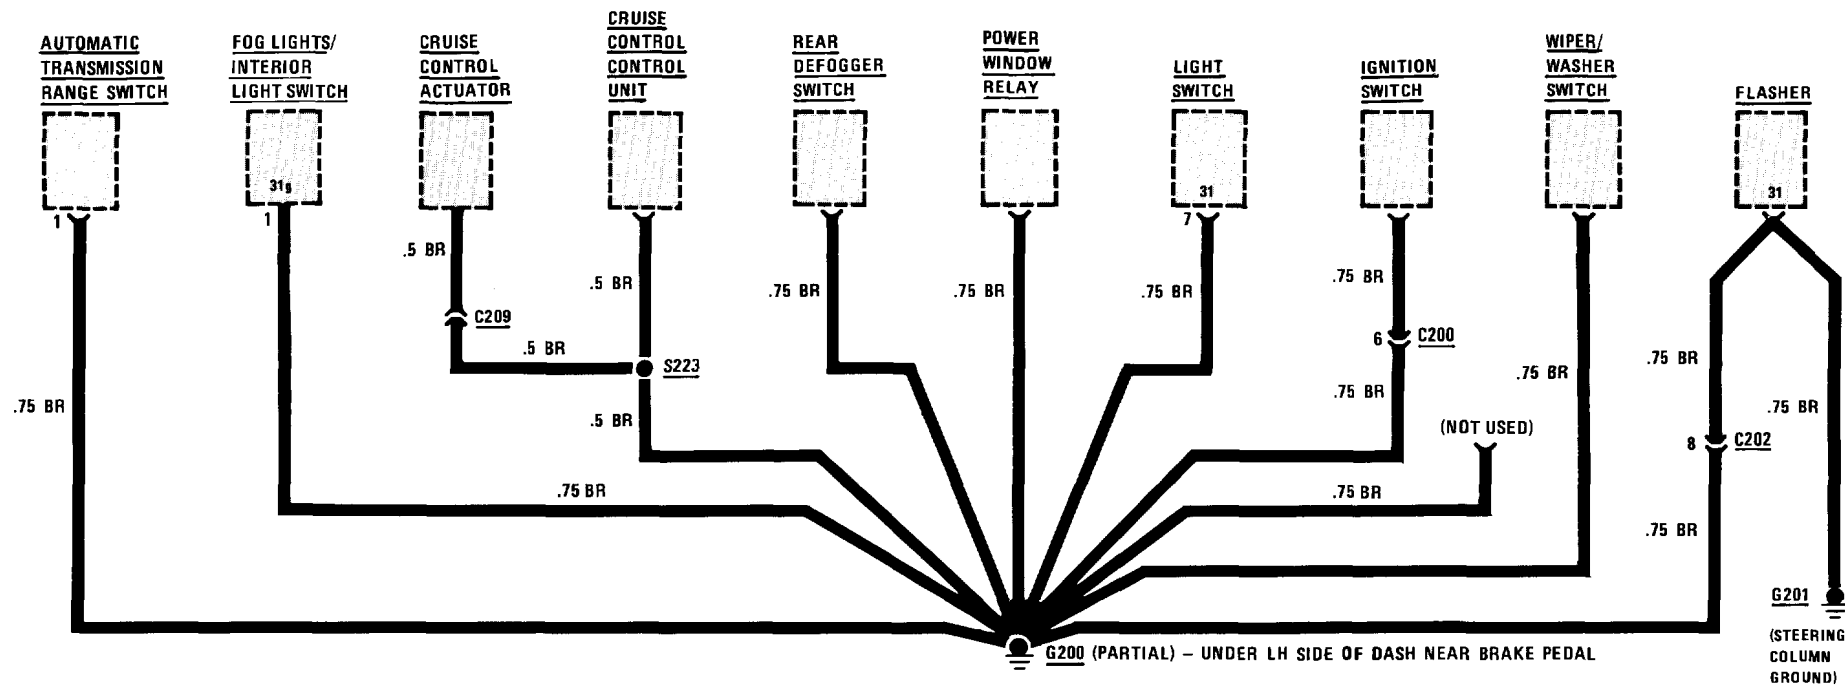 AUTOMATIC
TRANSMISSION
RANGE SWITCH
FOG LIGHTS/
INTERIOR
LIGHT SWITCH
CRUISE
CONTROL
ACTUATOR
CRUISE
CONTROL
CONTROL
UNIT
REAR
DEFOGGER
SWITCH
POWER
WINDOW
RELAY
LIGHT
SWITCH
IGNITION
SWITCH
WIPER/
WASHER
SWITCH
FLASHER
31g
31
31
1
1
7
.5 BR
.5 BR
.75 BR
.75 BR
.75 BR
.75 BR
C209
6
C200
.5 BR
S223
.75 BR
.75 BR
.75 BR
.75 BR
.75 BR
.5 BR
(NOT USED)
8
C202
.75 BR
.75 BR
.75 BR
G201
(STEERING
COLUMN
GROUND)
G200 (PARTIAL) – UNDER LH SIDE OF DASH NEAR BRAKE PEDAL